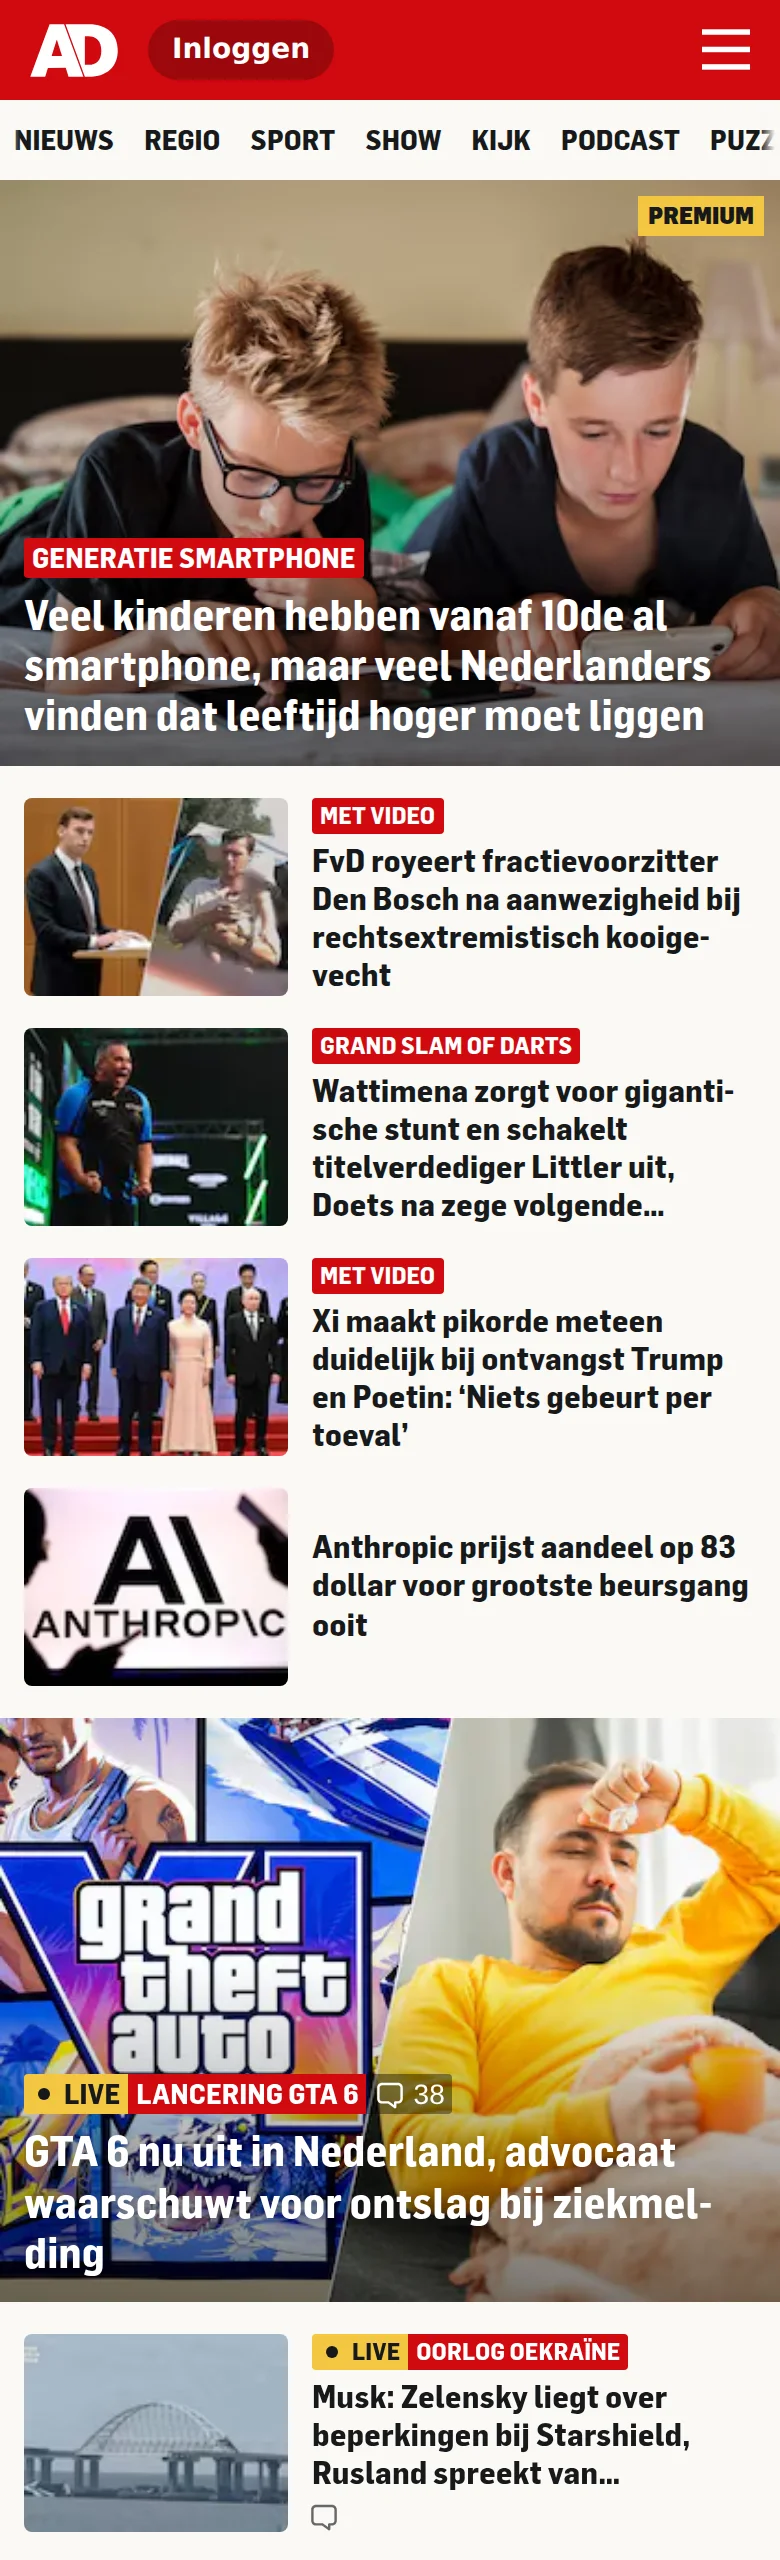 AD
Inloggen
NIEUWS REGIO SPORT SHOW KIJK PODCAST PUZZ
PREMIUM
GENERATIE SMARTPHONE
Veel kinderen hebben vanaf 10de al
smartphone, maar veel Nederlanders
vinden dat leeftijd hoger moet liggen
MET VIDEO
FvD royeert fractievoorzitter
Den Bosch na aanwezigheid bij
rechtsextremistisch kooige-
vecht
GRAND SLAM OF DARTS
Wattimena zorgt voor giganti-
sche stunt en schakelt
titelverdediger Littler uit,
Doets na zege volgende...
MET VIDEO
Xi maakt pikorde meteen
duidelijk bij ontvangst Trump
en Poetin: ‘Niets gebeurt per
toeval’
A\
ANTHROP\C
Anthropic prijst aandeel op 83
dollar voor grootste beursgang
ooit
VI
grand
theft
auto
LIVE LANCERING GTA 6 38
GTA 6 nu uit in Nederland, advocaat
waarschuwt voor ontslag bij ziekmel-
ding
LIVE OORLOG OEKRAÏNE
Musk: Zelensky liegt over
beperkingen bij Starshield,
Rusland spreekt van...